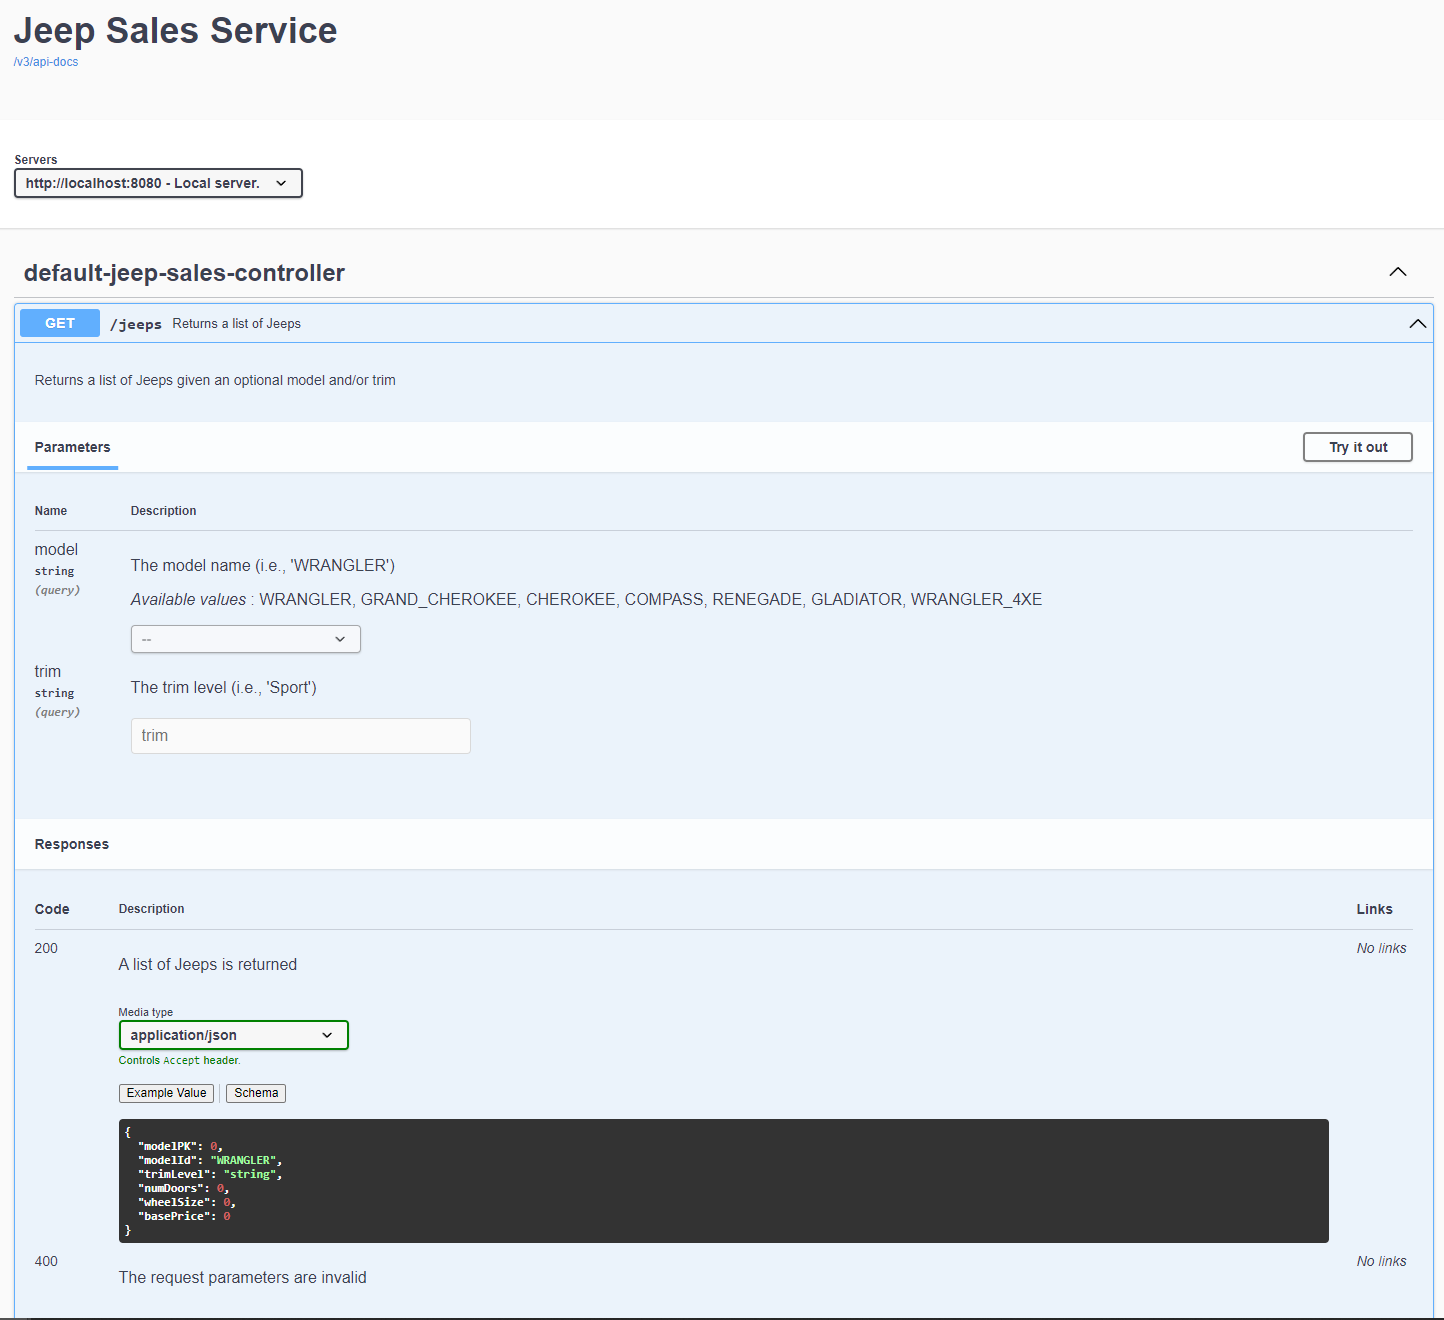 Jeep Sales Service
/v3/api-docs
Servers
http://localhost:8080 - Local server.
default-jeep-sales-controller
GET /jeeps Returns a list of Jeeps
Returns a list of Jeeps given an optional model and/or trim
Parameters Try it out
Name Description
model
string
(query)
The model name (i.e., 'WRANGLER')
Available values : WRANGLER, GRAND_CHEROKEE, CHEROKEE, COMPASS, RENEGADE, GLADIATOR, WRANGLER_4XE
--
trim
string
(query)
The trim level (i.e., 'Sport')
trim
Responses
Code Description Links
200 No links
A list of Jeeps is returned
Media type
application/json
Controls Accept header.
Example Value Schema
{
"modelPK": 0,
"modelId": "WRANGLER",
"trimLevel": "string",
"numDoors": 0,
"wheelSize": 0,
"basePrice": 0
}
400 No links
The request parameters are invalid